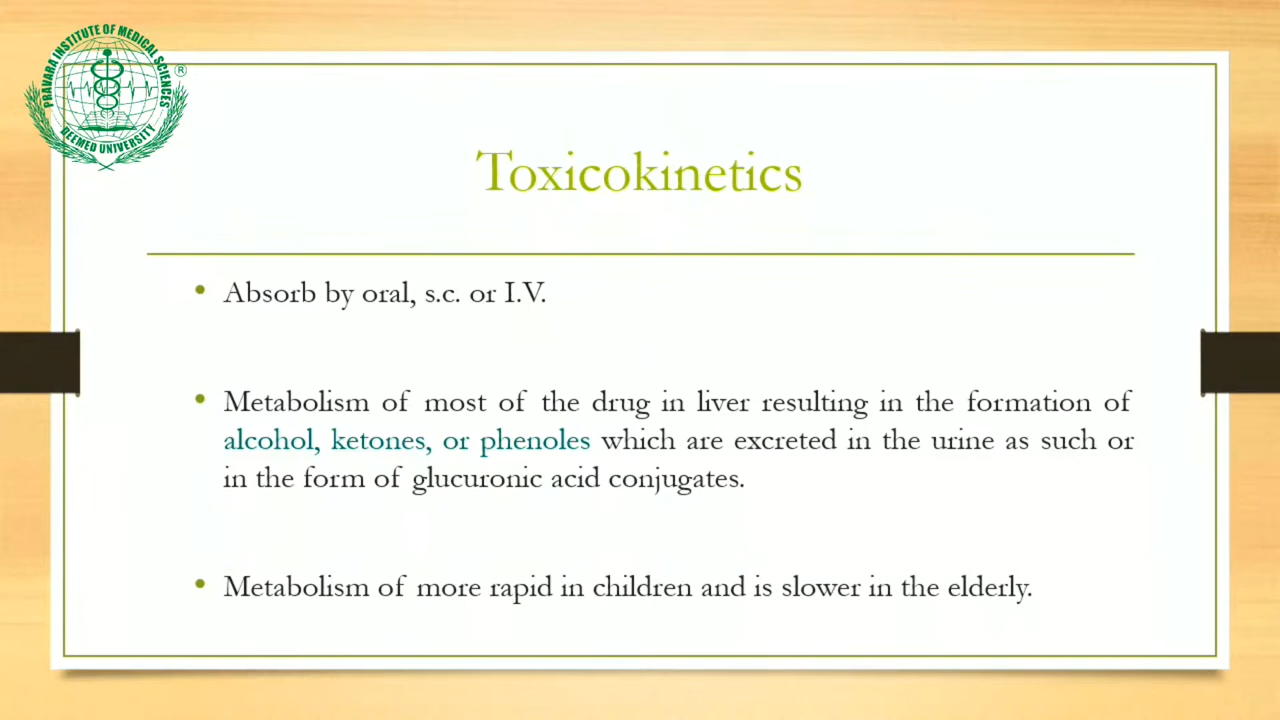 PRAVARA INSTITUTE OF MEDICAL SCIENCES
®
DEEMED UNIVERSITY
Toxicokinetics
• Absorb by oral, s.c. or I.V.
• Metabolism of most of the drug in liver resulting in the formation of
alcohol, ketones, or phenoles which are excreted in the urine as such or
in the form of glucuronic acid conjugates.
• Metabolism of more rapid in children and is slower in the elderly.